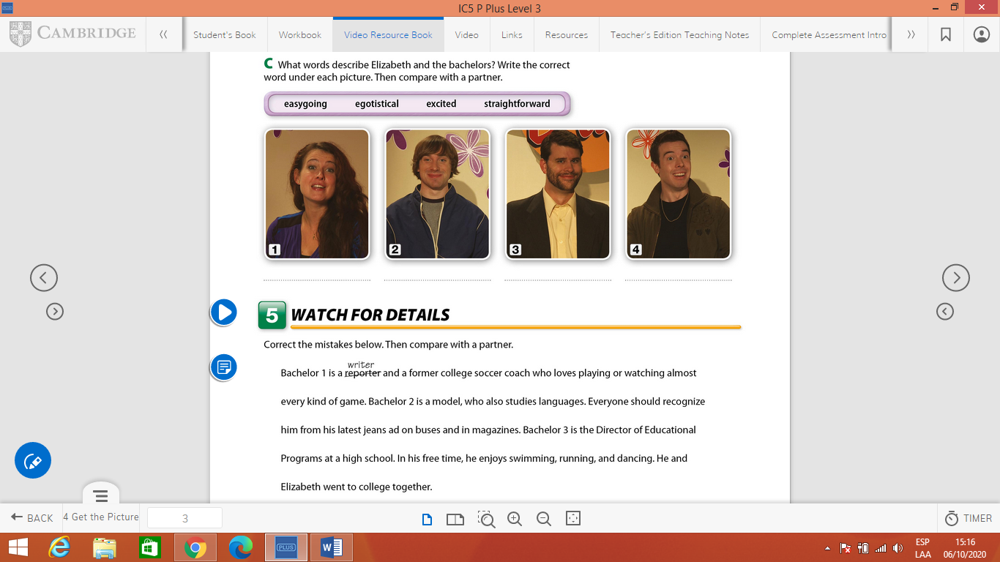 IC5 P Plus Level 3
CAMBRIDGE
Student's Book Workbook Video Resource Book Video Links Resources Teacher's Edition Teaching Notes Complete Assessment Intro
C What words describe Elizabeth and the bachelors? Write the correct
word under each picture. Then compare with a partner.
easygoing egotistical excited straightforward
1 2 3 4
5 WATCH FOR DETAILS
Correct the mistakes below. Then compare with a partner.
writer
Bachelor 1 is a reporter and a former college soccer coach who loves playing or watching almost
every kind of game. Bachelor 2 is a model, who also studies languages. Everyone should recognize
him from his latest jeans ad on buses and in magazines. Bachelor 3 is the Director of Educational
Programs at a high school. In his free time, he enjoys swimming, running, and dancing. He and
Elizabeth went to college together.
BACK 4 Get the Picture 3 TIMER
PLUS W ESP 15:16
LAA 06/10/2020